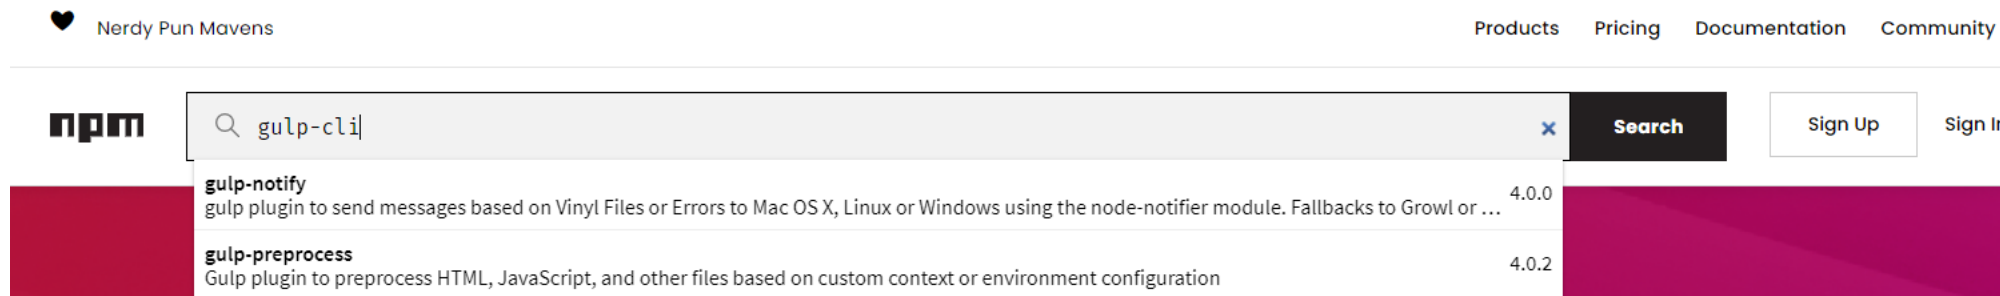 Nerdy Pun Mavens
Products Pricing Documentation Community
npm
gulp-cli
Search
Sign Up
Sign
gulp-notify
gulp plugin to send messages based on Vinyl Files or Errors to Mac OS X, Linux or Windows using the node-notifier module. Fallbacks to Growl or ...
4.0.0
gulp-preprocess
Gulp plugin to preprocess HTML, JavaScript, and other files based on custom context or environment configuration
4.0.2